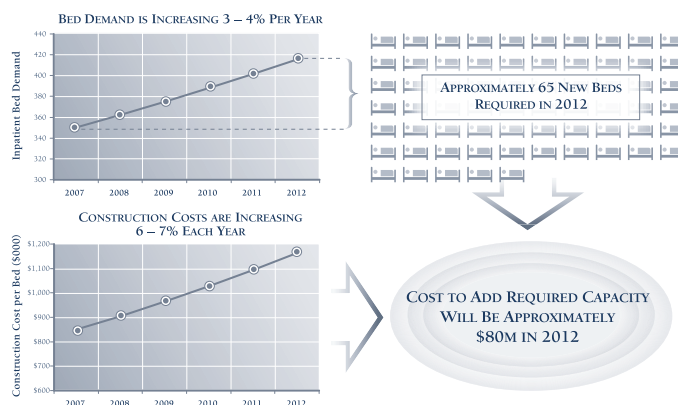 Bed Demand is Increasing 3 – 4% Per Year
Inpatient Bed Demand
440
420
400
380
360
340
320
300
2007 2008 2009 2010 2011 2012
Approximately 65 New Beds
Required in 2012
Construction Costs are Increasing
6 – 7% Each Year
Construction Cost per Bed ($000)
$1,200
$1,100
$1,000
$900
$800
$700
$600
2007 2008 2009 2010 2011 2012
Cost to Add Required Capacity
Will Be Approximately
$80m in 2012